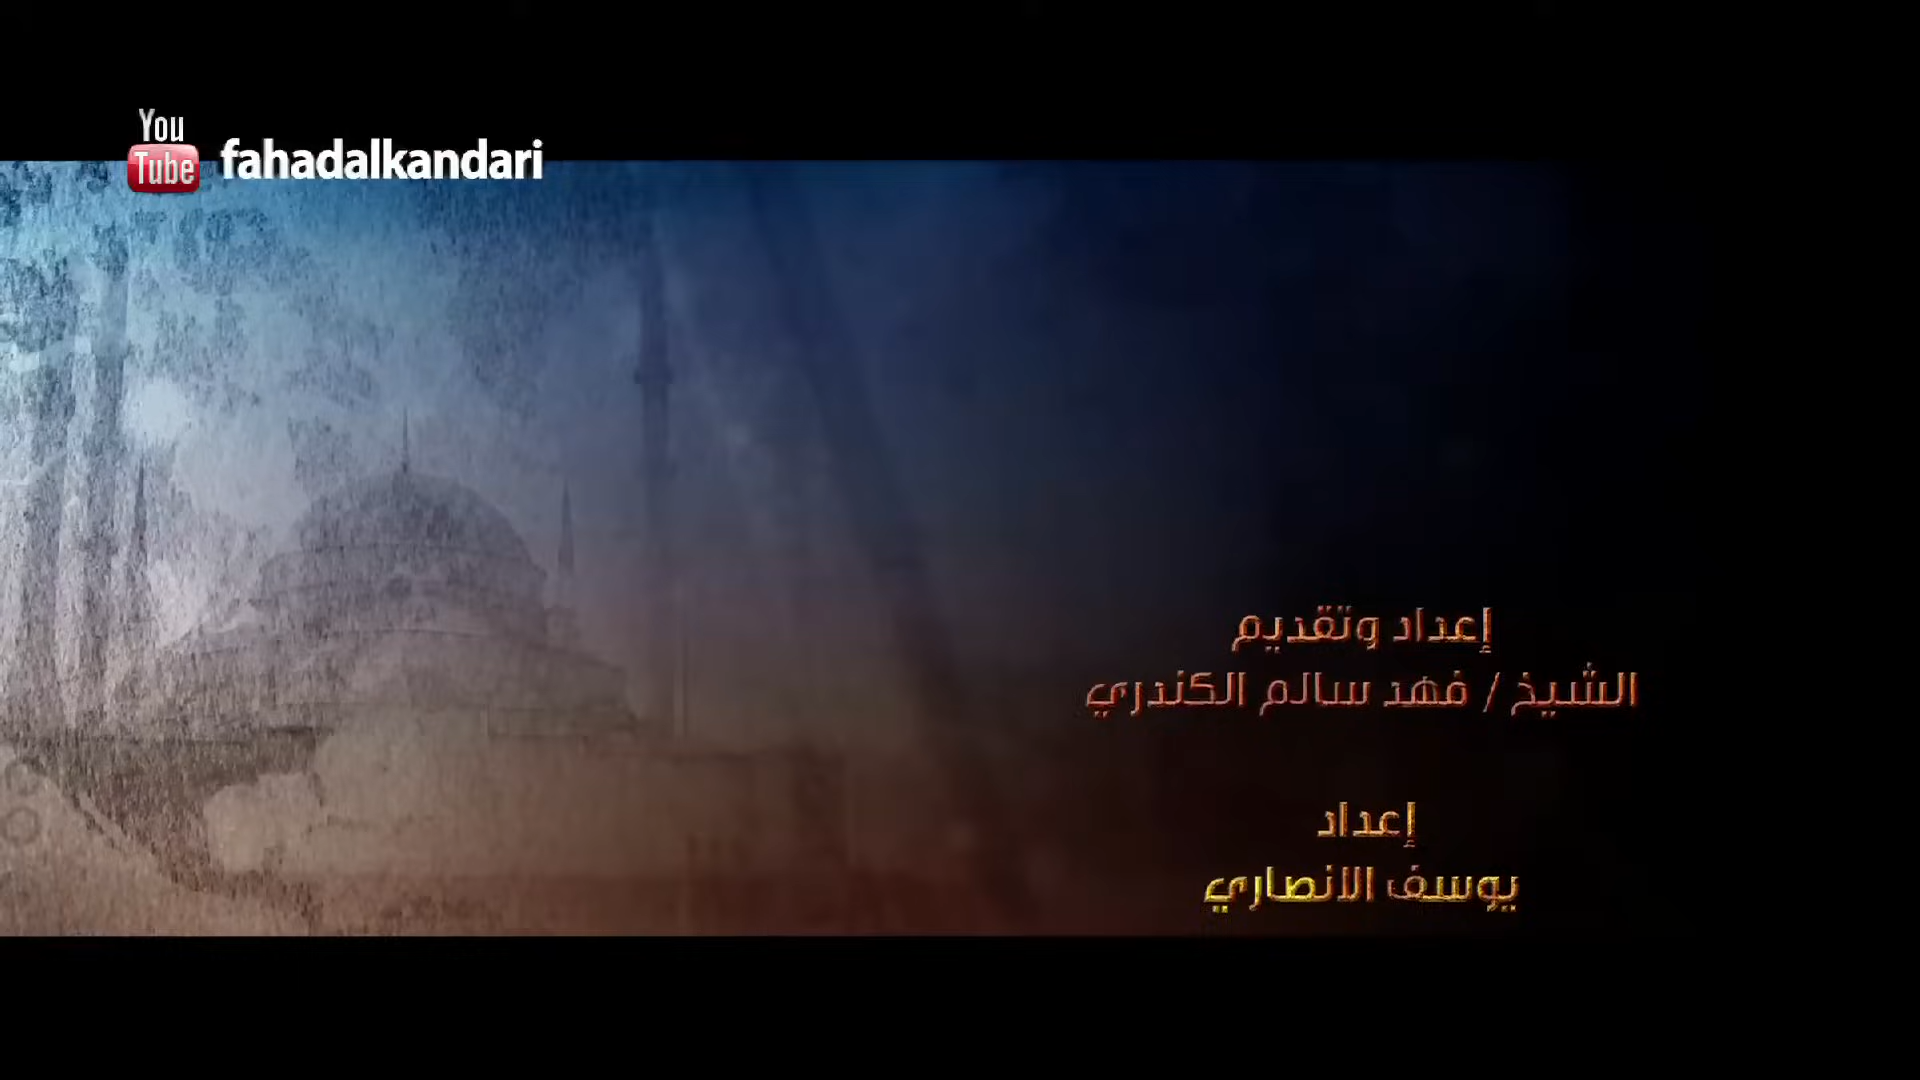 You
Tube fahadalkandari
إعداد وتقديم
الشيخ / فهد سالم الكندري
إعداد
يوسف الانصاري